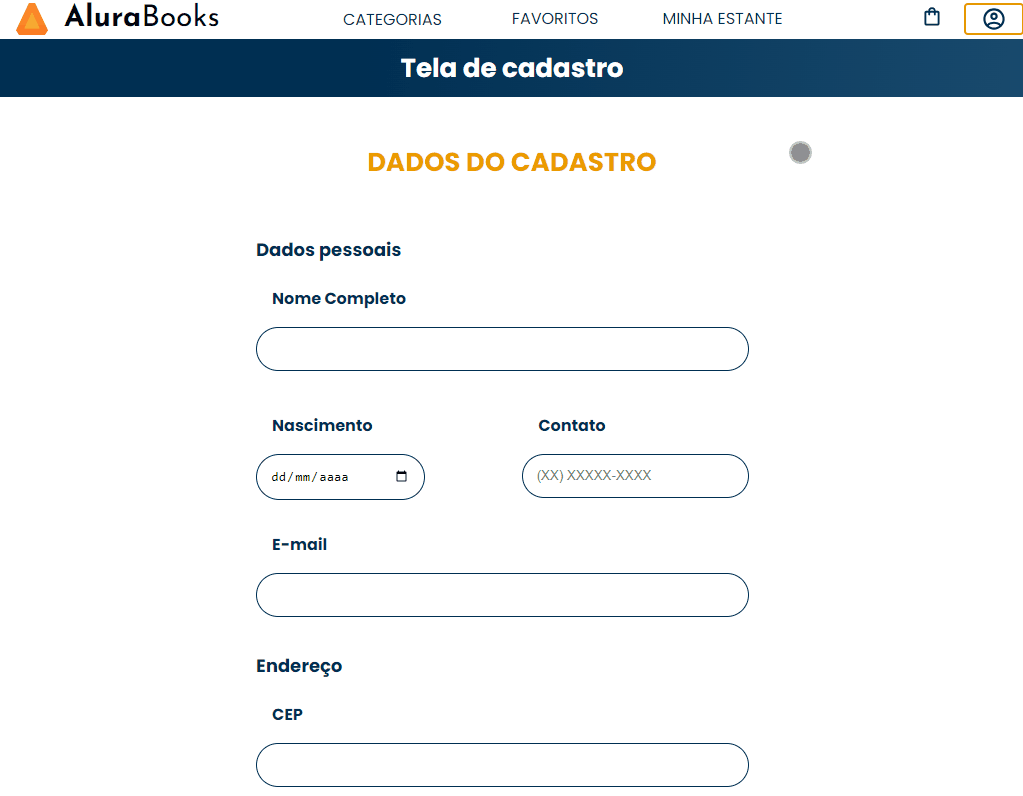 AluraBooks CATEGORIAS FAVORITOS MINHA ESTANTE
Tela de cadastro
DADOS DO CADASTRO
Dados pessoais
Nome Completo
Nascimento Contato
dd/mm/aaaa (XX) XXXXX-XXXX
E-mail
Endereço
CEP